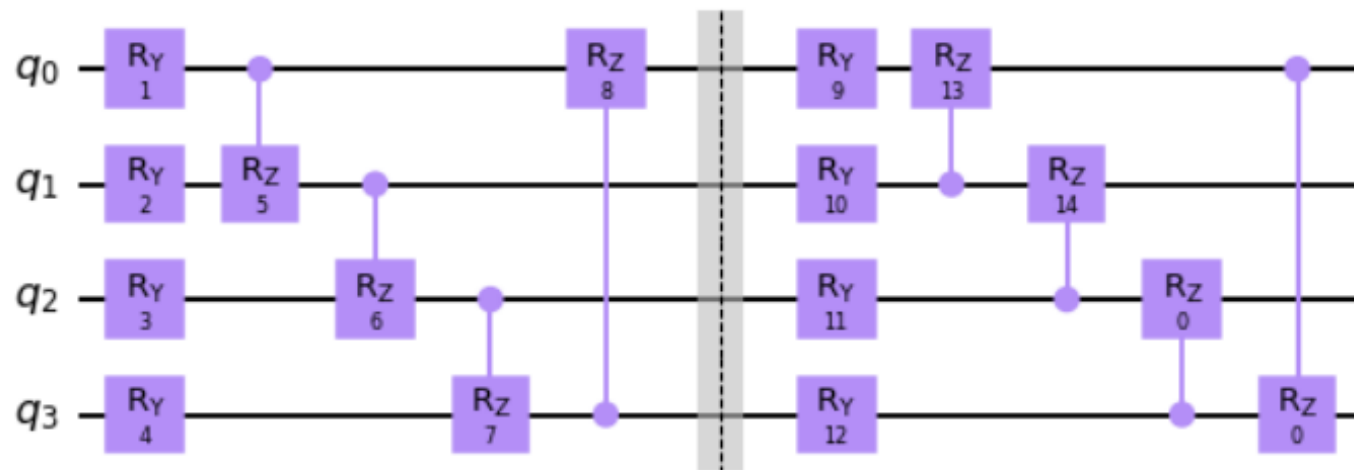 q0 RY RZ RY RZ
1 8 9 13
q1 RY RZ RY RZ
2 5 10 14
q2 RY RZ RY RZ
3 6 11 0
q3 RY RZ RY RZ
4 7 12 0